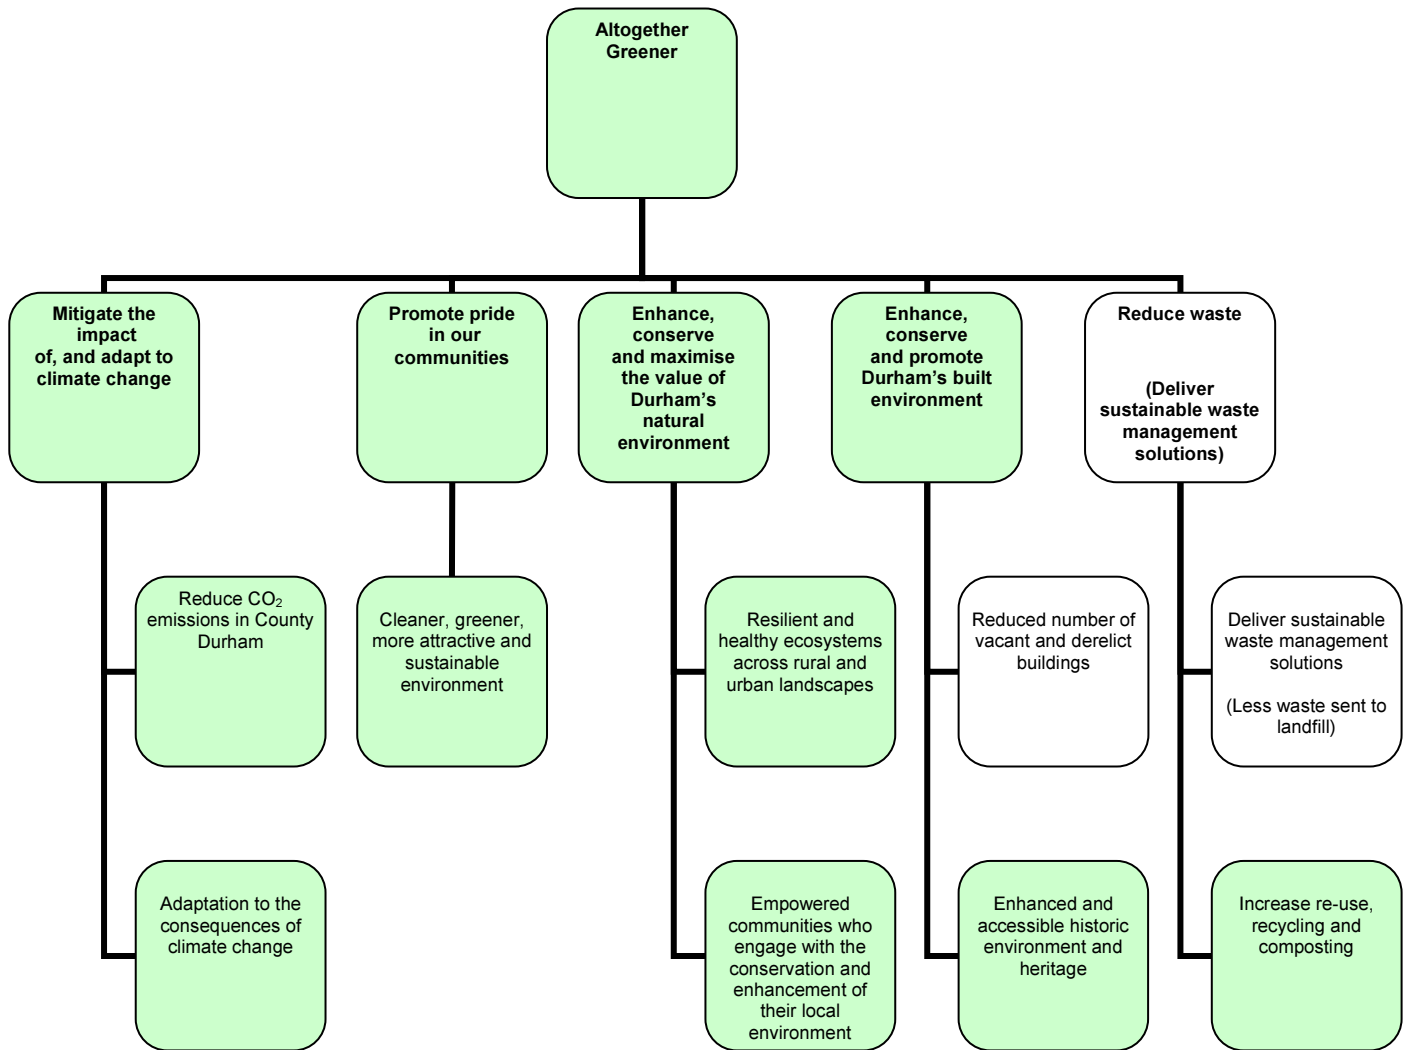 Altogether
Greener
Mitigate the
impact
of, and adapt to
climate change
Promote pride
in our
communities
Enhance,
conserve
and maximise
the value of
Durham’s
natural
environment
Enhance,
conserve
and promote
Durham’s built
environment
Reduce waste
(Deliver
sustainable waste
management
solutions)
Reduce CO₂
emissions in County
Durham
Cleaner, greener,
more attractive and
sustainable
environment
Resilient and
healthy ecosystems
across rural and
urban landscapes
Reduced number of
vacant and derelict
buildings
Deliver sustainable
waste management
solutions
(Less waste sent to
landfill)
Adaptation to the
consequences of
climate change
Empowered
communities who
engage with the
conservation and
enhancement of
their local
environment
Enhanced and
accessible historic
environment and
heritage
Increase re-use,
recycling and
composting